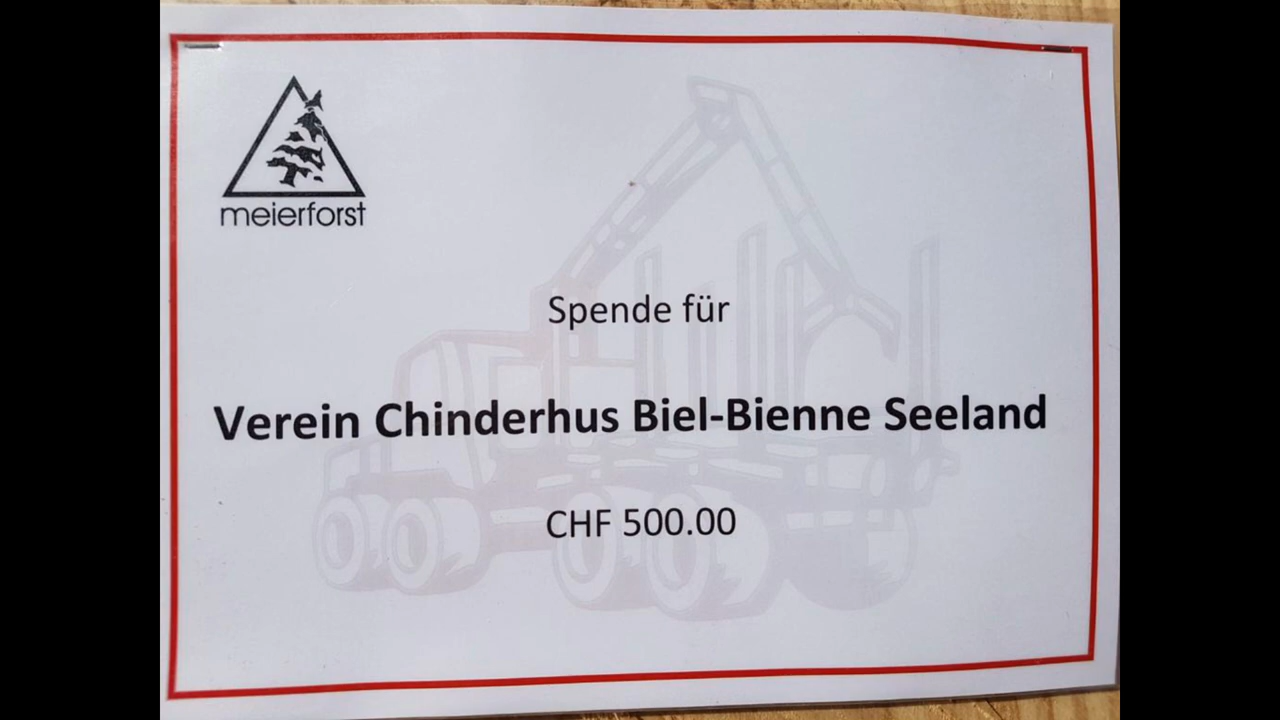 meierforst
Spende für
Verein Chinderhus Biel-Bienne Seeland
CHF 500.00